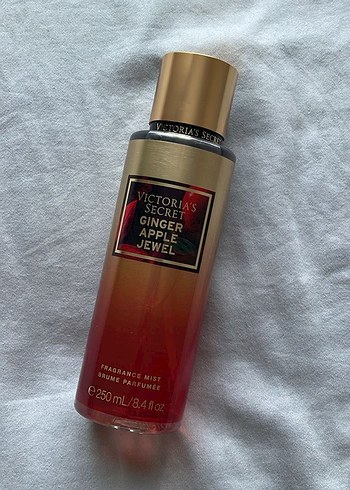 VICTORIA'S SECRET
VICTORIA'S
SECRET
GINGER
APPLE
JEWEL
FRAGRANCE MIST
BRUME PARFUMÉE
℮250 mL/8.4 fl oz